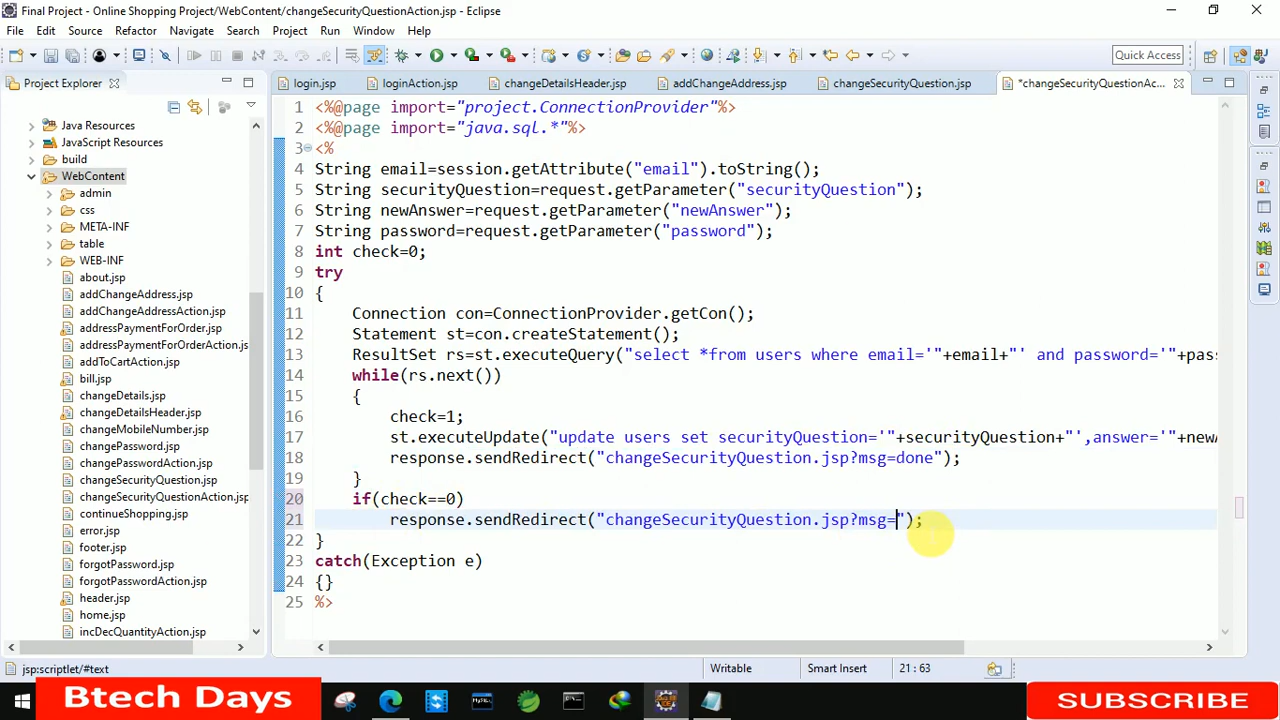 Final Project - Online Shopping Project/WebContent/changeSecurityQuestionAction.jsp - Eclipse
File Edit Source Refactor Navigate Search Project Run Window Help
Quick Access
Project Explorer
login.jsp loginAction.jsp changeDetailsHeader.jsp addChangeAddress.jsp changeSecurityQuestion.jsp *changeSecurityQuestionAc...
Java Resources
JavaScript Resources
build
WebContent
admin
css
META-INF
table
WEB-INF
about.jsp
addChangeAddress.jsp
addChangeAddressAction.jsp
addressPaymentForOrder.jsp
addressPaymentForOrderAction.js
addToCartAction.jsp
bill.jsp
changeDetails.jsp
changeDetailsHeader.jsp
changeMobileNumber.jsp
changePassword.jsp
changePasswordAction.jsp
changeSecurityQuestion.jsp
changeSecurityQuestionAction.jsp
continueShopping.jsp
error.jsp
footer.jsp
forgotPassword.jsp
forgotPasswordAction.jsp
header.jsp
home.jsp
incDecQuantityAction.jsp
1 <%@page import="project.ConnectionProvider"%>
2 <%@page import="java.sql.*"%>
3 <%
4 String email=session.getAttribute("email").toString();
5 String securityQuestion=request.getParameter("securityQuestion");
6 String newAnswer=request.getParameter("newAnswer");
7 String password=request.getParameter("password");
8 int check=0;
9 try
10 {
11 Connection con=ConnectionProvider.getCon();
12 Statement st=con.createStatement();
13 ResultSet rs=st.executeQuery("select *from users where email='"+email+"' and password='"+pass
14 while(rs.next())
15 {
16 check=1;
17 st.executeUpdate("update users set securityQuestion='"+securityQuestion+"',answer='"+newA
18 response.sendRedirect("changeSecurityQuestion.jsp?msg=done");
19 }
20 if(check==0)
21 response.sendRedirect("changeSecurityQuestion.jsp?msg=");
22 }
23 catch(Exception e)
24 {}
25 %>
jsp:scriptlet/#text
Writable Smart Insert 21 : 63
Btech Days
SUBSCRIBE